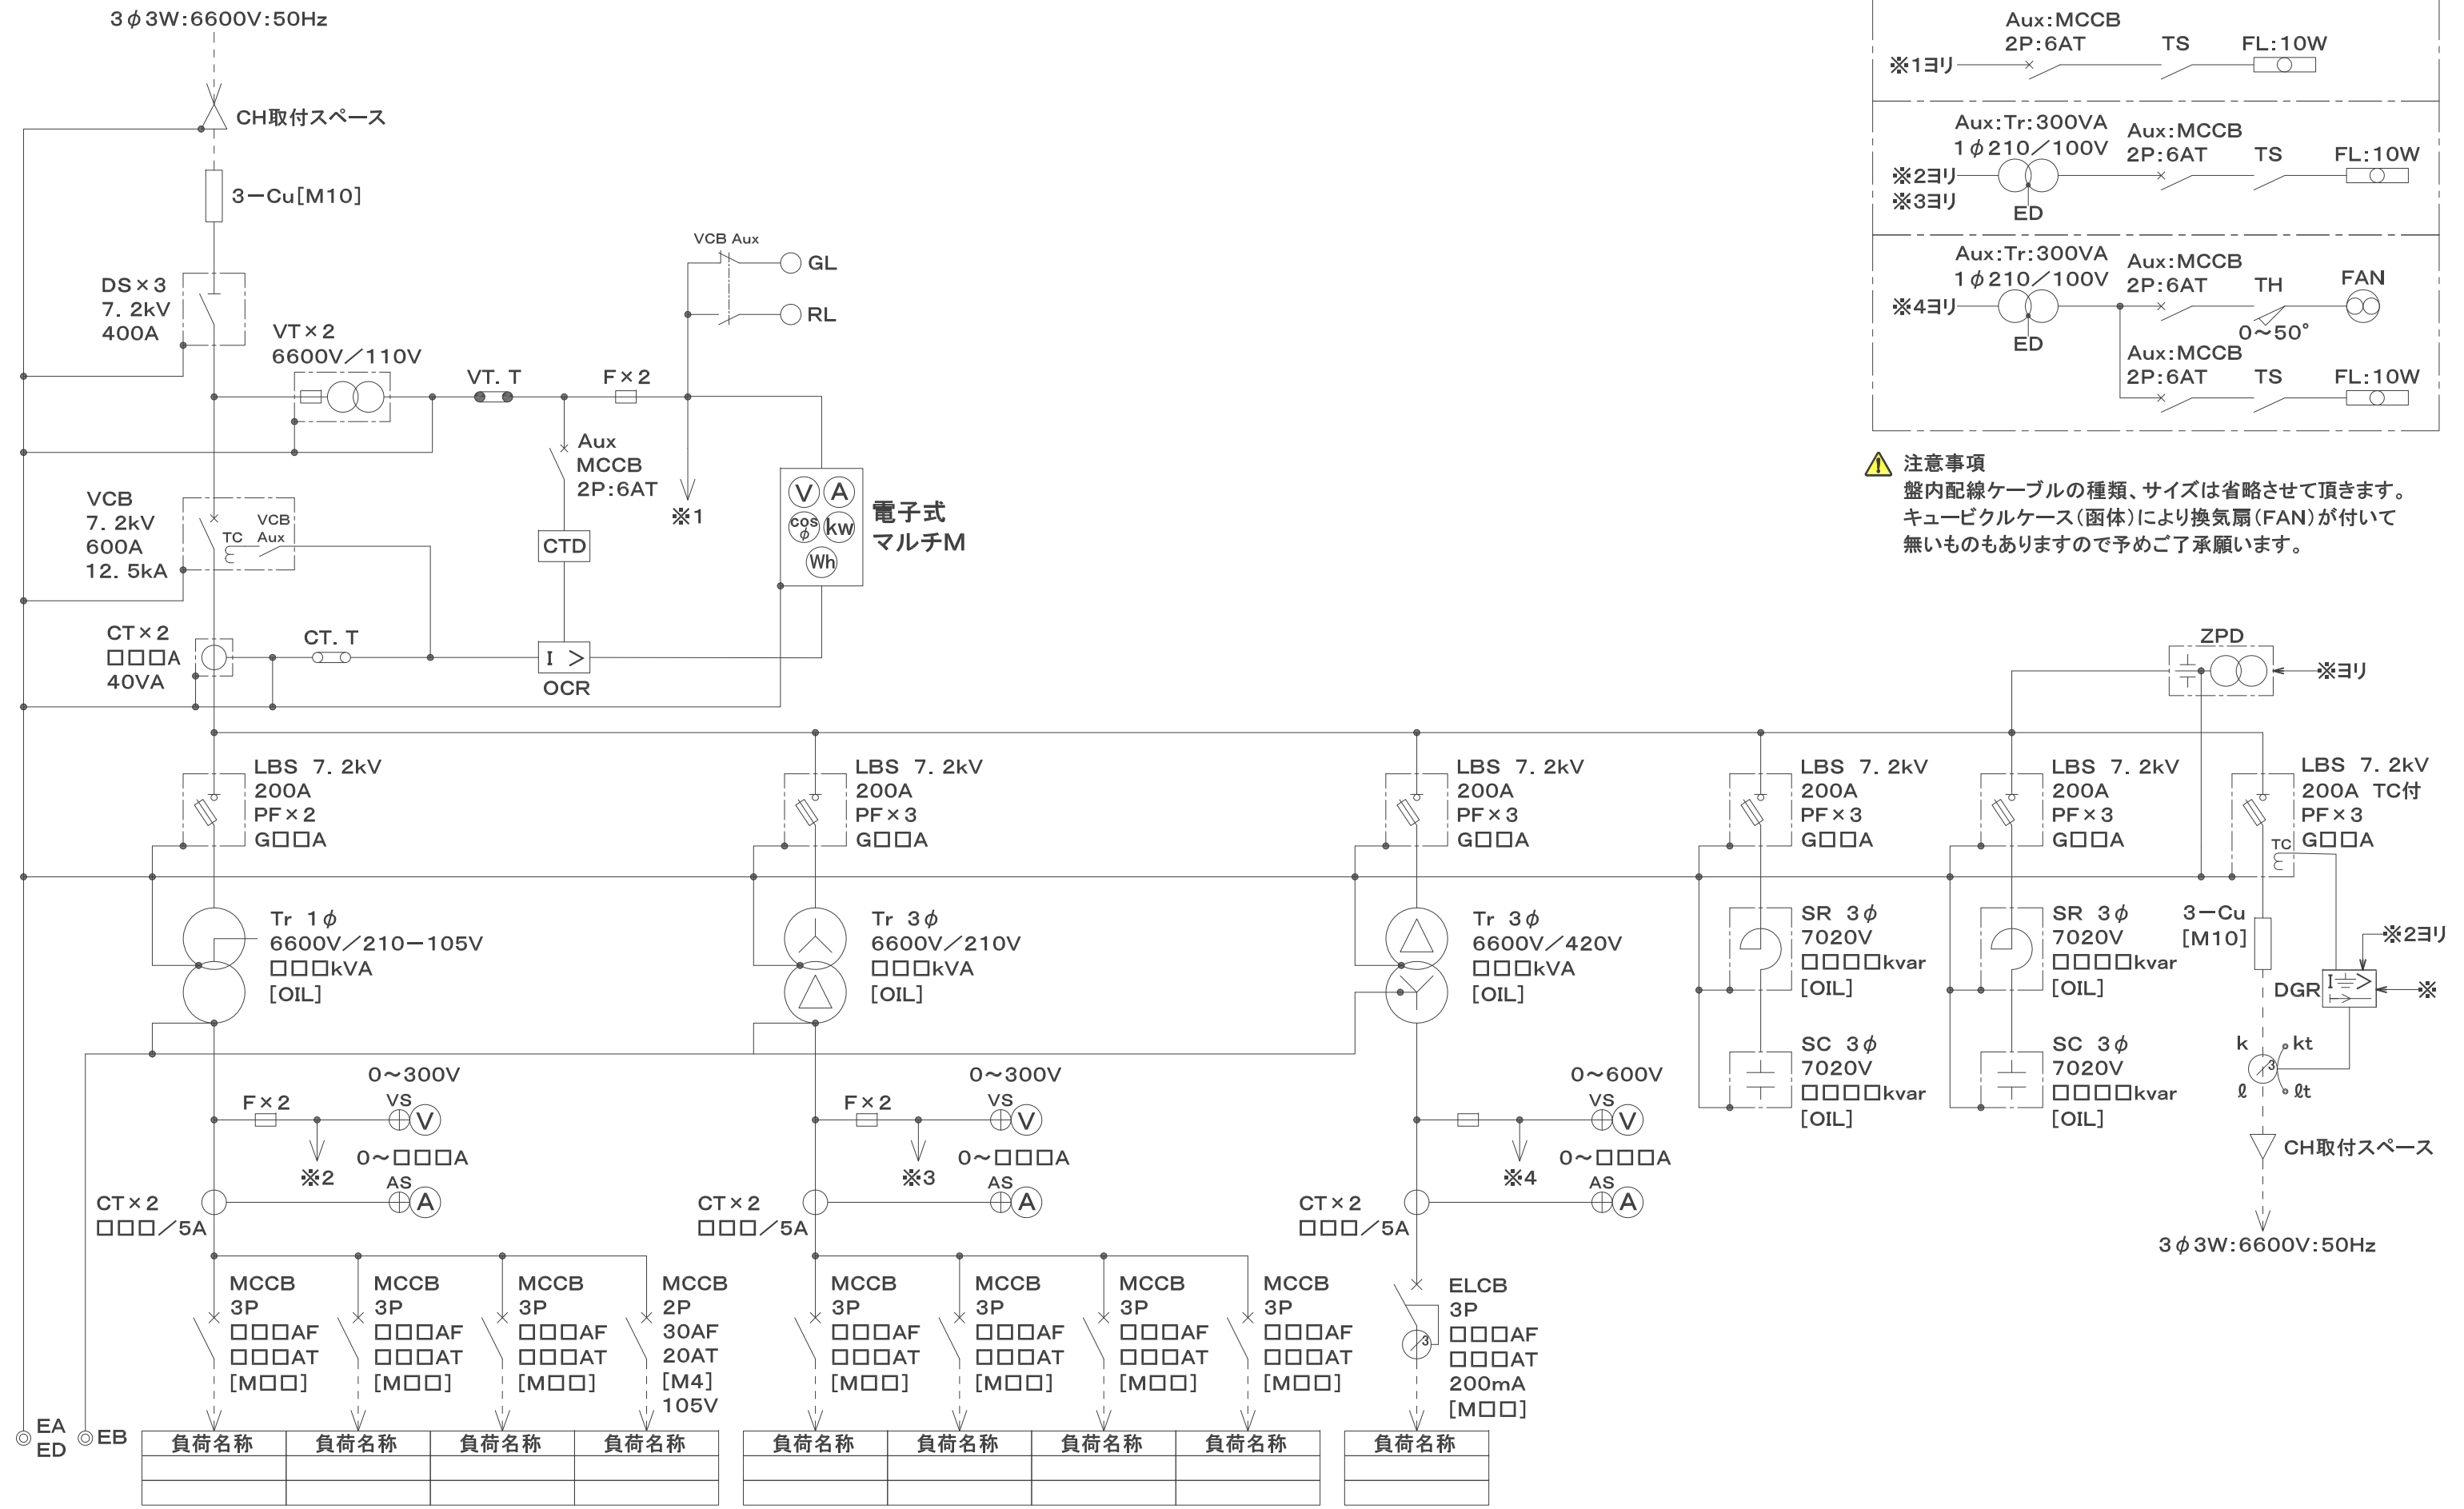 3φ3W:6600V:50Hz
CH取付スペース
3－Cu[M10]
DS×3
7.2kV
400A
VT×2
6600V／110V
VT.T
F×2
VCB Aux
GL
RL
Aux
MCCB
2P:6AT
※1
V A
cosφ kw
Wh
電子式
マルチM
VCB
7.2kV
600A
12.5kA
TC
VCB
Aux
CTD
CT×2
□□□A
40VA
CT.T
I ＞
OCR
Aux:MCCB
2P:6AT
TS
FL:10W
※1ヨリ
Aux:Tr:300VA
1φ210／100V
Aux:MCCB
2P:6AT
TS
FL:10W
※2ヨリ
※3ヨリ
ED
Aux:Tr:300VA
1φ210／100V
Aux:MCCB
2P:6AT
TH
FAN
※4ヨリ
0～50°
ED
Aux:MCCB
2P:6AT
TS
FL:10W
注意事項
盤内配線ケーブルの種類、サイズは省略させて頂きます。
キュービクルケース（函体）により換気扇（FAN）が付いて
無いものもありますので予めご了承願います。
ZPD
※ヨリ
LBS 7.2kV
200A
PF×2
G□□A
LBS 7.2kV
200A
PF×3
G□□A
LBS 7.2kV
200A
PF×3
G□□A
LBS 7.2kV
200A
PF×3
G□□A
LBS 7.2kV
200A
PF×3
G□□A
LBS 7.2kV
200A TC付
PF×3
G□□A
TC
Tr 1φ
6600V／210－105V
□□□kVA
[OIL]
Tr 3φ
6600V／210V
□□□kVA
[OIL]
Tr 3φ
6600V／420V
□□□kVA
[OIL]
SR 3φ
7020V
□□□□kvar
[OIL]
SC 3φ
7020V
□□□□kvar
[OIL]
SR 3φ
7020V
□□□□kvar
[OIL]
SC 3φ
7020V
□□□□kvar
[OIL]
3－Cu
[M10]
※2ヨリ
I ＞
DGR
※
k
kt
3
ℓ
ℓt
CH取付スペース
3φ3W:6600V:50Hz
0～300V
F×2
VS
V
※2
0～□□□A
AS
A
CT×2
□□□／5A
0～300V
F×2
VS
V
※3
0～□□□A
AS
A
CT×2
□□□／5A
0～600V
VS
V
※4
0～□□□A
AS
A
CT×2
□□□／5A
MCCB
3P
□□□AF
□□□AT
[M□□]
MCCB
3P
□□□AF
□□□AT
[M□□]
MCCB
3P
□□□AF
□□□AT
[M□□]
MCCB
2P
30AF
20AT
[M4]
105V
MCCB
3P
□□□AF
□□□AT
[M□□]
MCCB
3P
□□□AF
□□□AT
[M□□]
MCCB
3P
□□□AF
□□□AT
[M□□]
MCCB
3P
□□□AF
□□□AT
[M□□]
ELCB
3P
□□□AF
□□□AT
200mA
[M□□]
3
EA
ED
EB
負荷名称 負荷名称 負荷名称 負荷名称
負荷名称 負荷名称 負荷名称 負荷名称
負荷名称